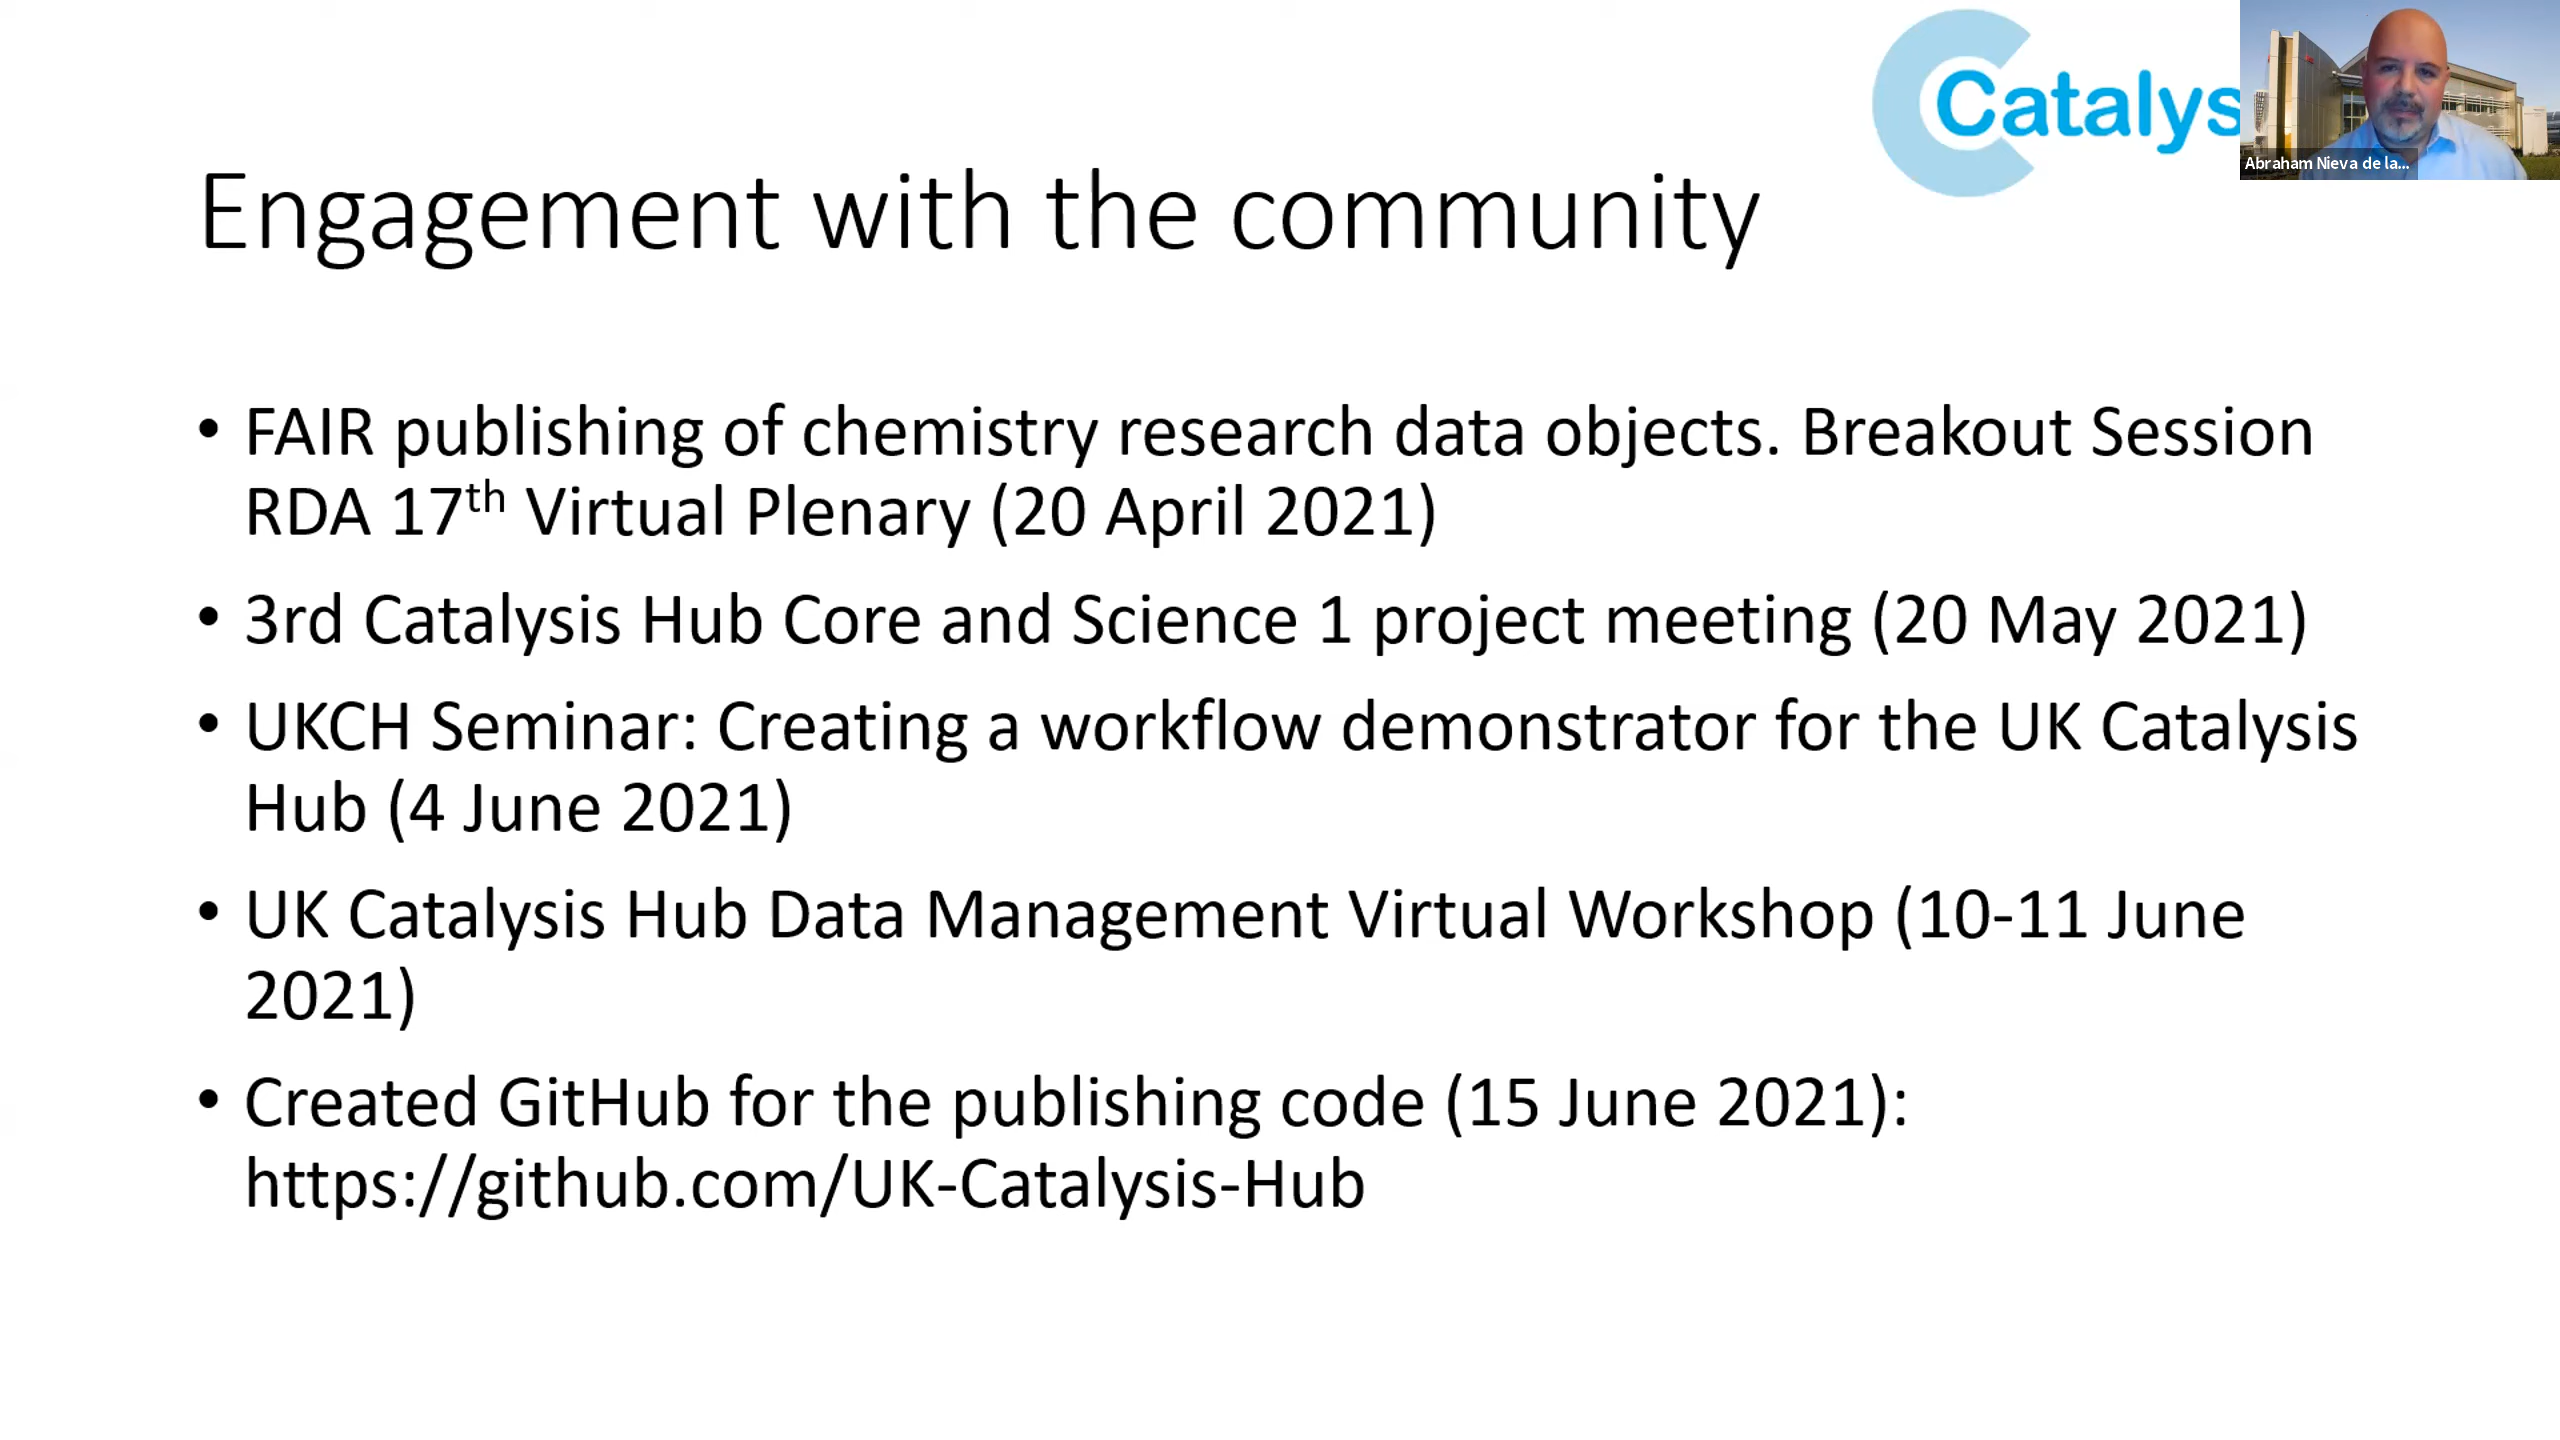 Catalys
Abraham Nieva de la...
Engagement with the community
• FAIR publishing of chemistry research data objects. Breakout Session
RDA 17th Virtual Plenary (20 April 2021)
• 3rd Catalysis Hub Core and Science 1 project meeting (20 May 2021)
• UKCH Seminar: Creating a workflow demonstrator for the UK Catalysis
Hub (4 June 2021)
• UK Catalysis Hub Data Management Virtual Workshop (10-11 June
2021)
• Created GitHub for the publishing code (15 June 2021):
https://github.com/UK-Catalysis-Hub